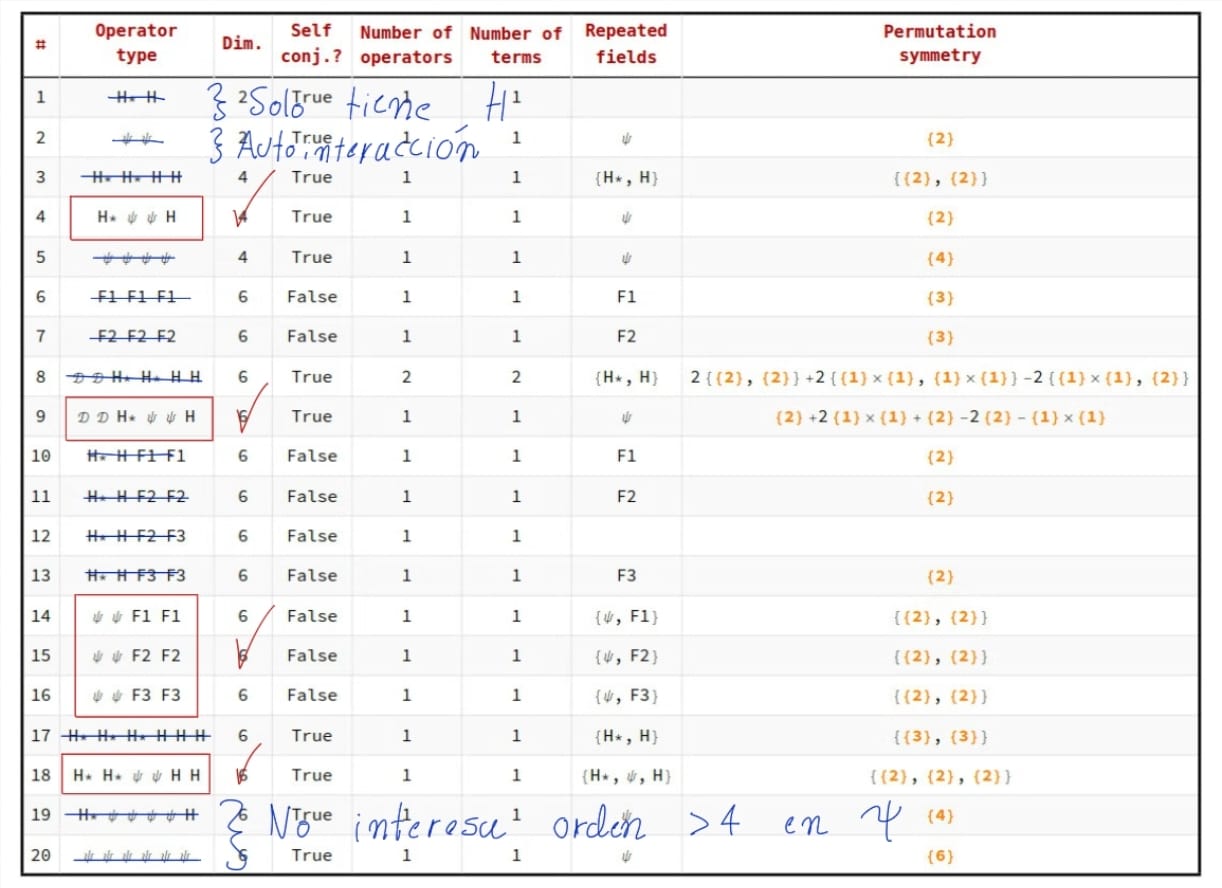 # Operator type Dim. Self conj.? Number of operators Number of terms Repeated fields Permutation symmetry
1 H* H 2 True 1 1
} Solo tiene H
2 ψ ψ 2 True 1 1 ψ {2}
} Autointeracción
3 H* H* H H 4 True 1 1 {H*, H} {{2}, {2}}
4 H* ψ ψ H 4 True 1 1 ψ {2}
5 ψ ψ ψ ψ 4 True 1 1 ψ {4}
6 F1 F1 F1 6 False 1 1 F1 {3}
7 F2 F2 F2 6 False 1 1 F2 {3}
8 𝒟 𝒟 H* H* H H 6 True 2 2 {H*, H} 2 {{2}, {2}} +2 {{1} × {1}, {1} × {1}} -2 {{1} × {1}, {2}}
9 𝒟 𝒟 H* ψ ψ H 6 True 1 1 ψ {2} +2 {1} × {1} + {2} -2 {2} - {1} × {1}
10 H* H F1 F1 6 False 1 1 F1 {2}
11 H* H F2 F2 6 False 1 1 F2 {2}
12 H* H F2 F3 6 False 1 1
13 H* H F3 F3 6 False 1 1 F3 {2}
14 ψ ψ F1 F1 6 False 1 1 {ψ, F1} {{2}, {2}}
15 ψ ψ F2 F2 6 False 1 1 {ψ, F2} {{2}, {2}}
16 ψ ψ F3 F3 6 False 1 1 {ψ, F3} {{2}, {2}}
17 H* H* H* H H H 6 True 1 1 {H*, H} {{3}, {3}}
18 H* H* ψ ψ H H 6 True 1 1 {H*, ψ, H} {{2}, {2}, {2}}
19 H* ψ ψ ψ ψ H 6 True 1 1 ψ {4}
} No interesa orden >4 en ψ
20 ψ ψ ψ ψ ψ ψ 6 True 1 1 ψ {6}